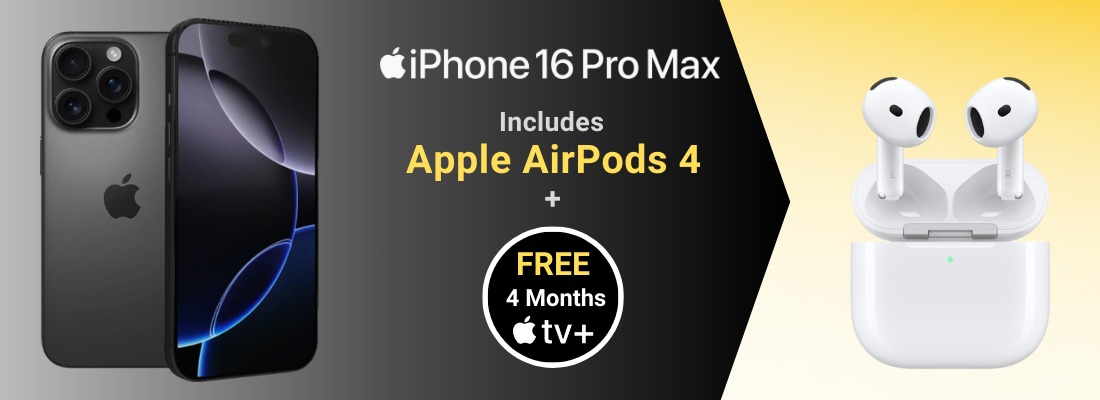 iPhone 16 Pro Max
Includes
Apple AirPods 4
+
FREE
4 Months
tv+
L
R